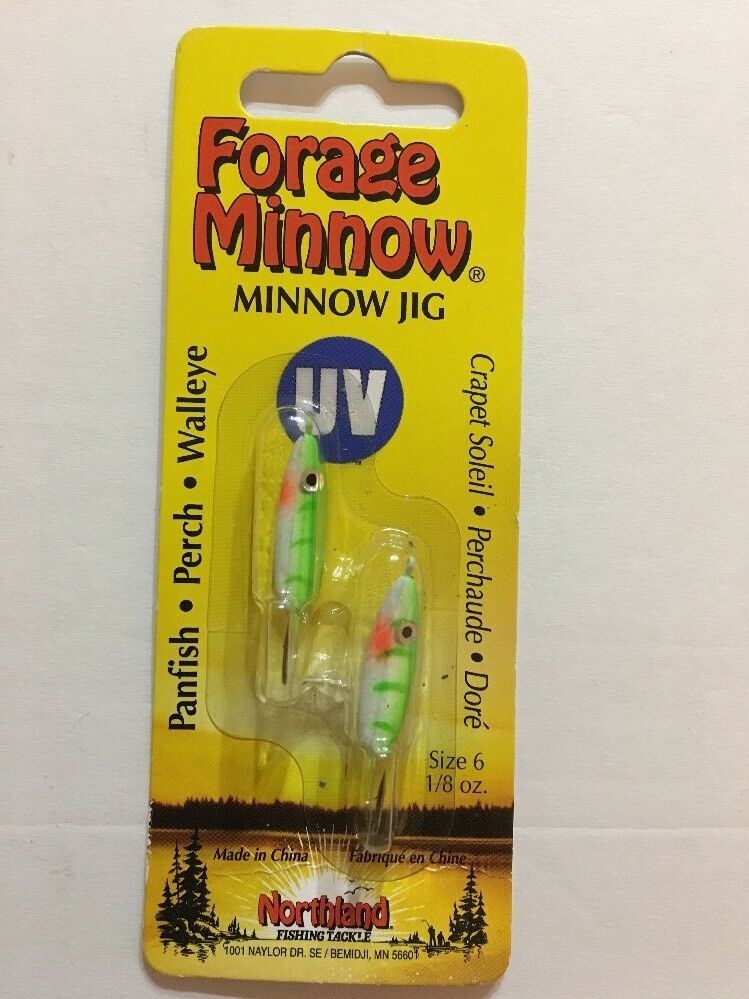 Forage
Minnow®
MINNOW JIG
UV
Panfish • Perch • Walleye
Crapet Soleil • Perchaude • Doré
Size 6
1/8 oz.
Made in China
Fabriqué en Chine
Northland
FISHING TACKLE
1001 NAYLOR DR. SE / BEMIDJI, MN 56601